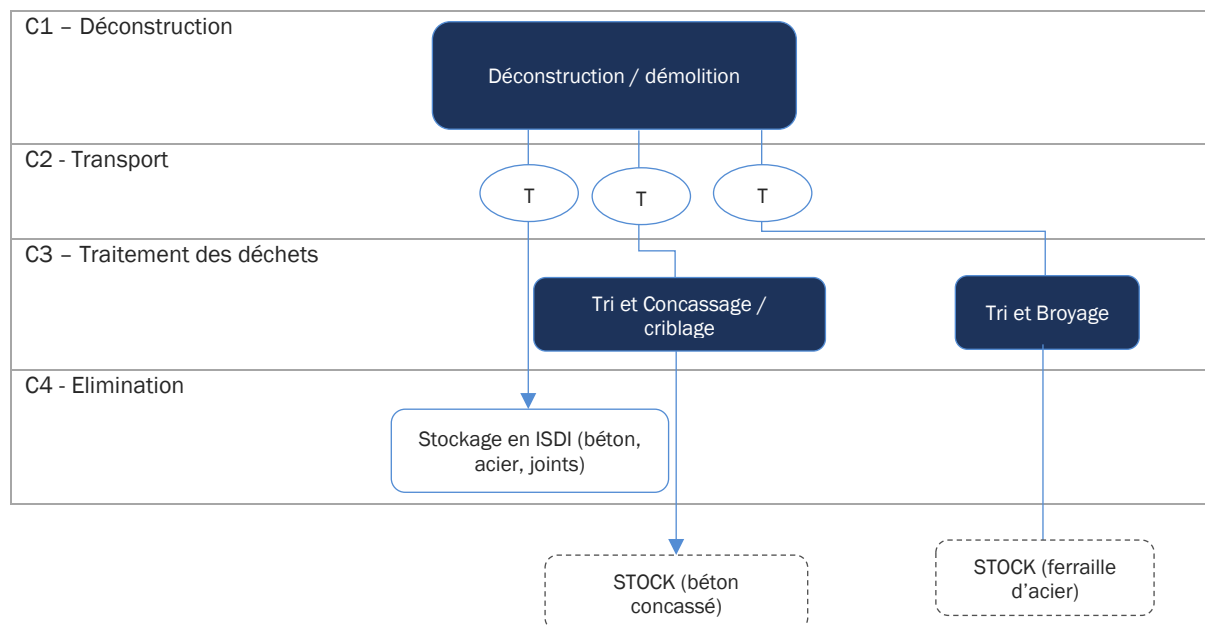 C1 – Déconstruction
Déconstruction / démolition
C2 - Transport
T
T
T
C3 – Traitement des déchets
Tri et Concassage /
criblage
Tri et Broyage
C4 - Elimination
Stockage en ISDI (béton,
acier, joints)
STOCK (béton
concassé)
STOCK (ferraille
d'acier)